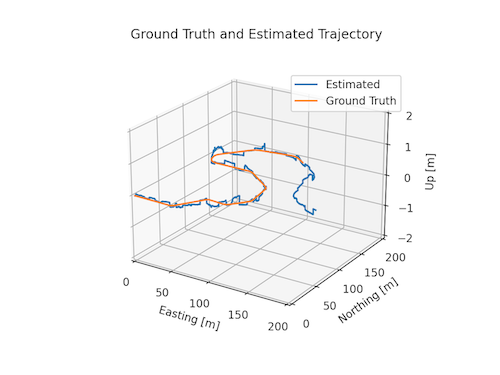 Ground Truth and Estimated Trajectory
Estimated
Ground Truth
2
1
0
−1
−2
Up [m]
0
50
100
150
200
Easting [m]
0
50
100
150
200
Northing [m]